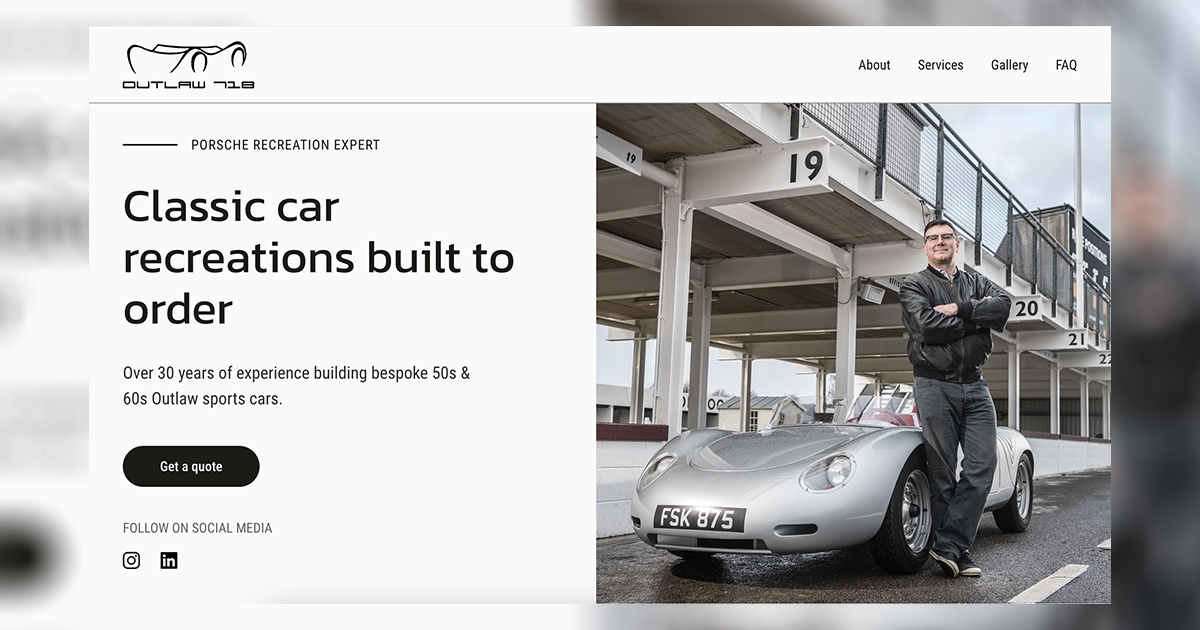 OUTLAW 718
About Services Gallery FAQ
PORSCHE RECREATION EXPERT
Classic car
recreations built to
order
Over 30 years of experience building bespoke 50s &
60s Outlaw sports cars.
Get a quote
FOLLOW ON SOCIAL MEDIA
in
19
19
20
21
22
FSK 875